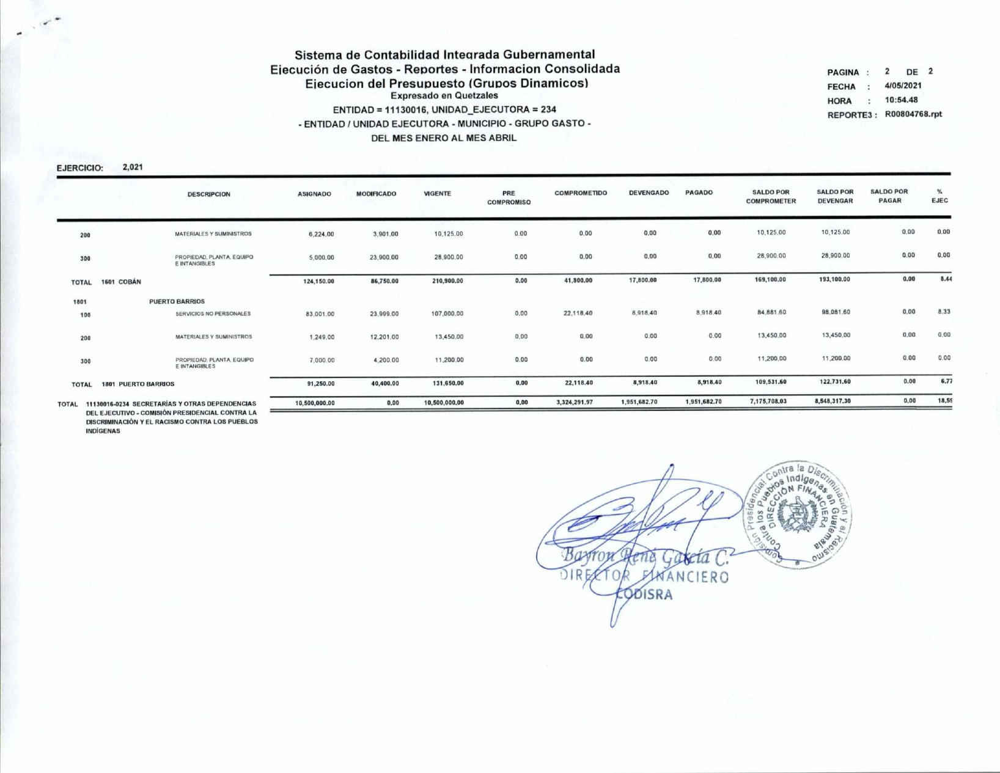 Sistema de Contabilidad Integrada Gubernamental
Ejecución de Gastos - Reportes - Informacion Consolidada
Ejecucion del Presupuesto (Grupos Dinamicos)
Expresado en Quetzales
ENTIDAD = 11130016, UNIDAD_EJECUTORA = 234
- ENTIDAD / UNIDAD EJECUTORA - MUNICIPIO - GRUPO GASTO -
DEL MES ENERO AL MES ABRIL
PAGINA : 2 DE 2
FECHA : 4/05/2021
HORA : 10:54.48
REPORTE3 : R00804768.rpt
EJERCICIO: 2,021
DESCRIPCION ASIGNADO MODIFICADO VIGENTE PRE COMPROMISO COMPROMETIDO DEVENGADO PAGADO SALDO POR COMPROMETER SALDO POR DEVENGAR SALDO POR PAGAR % EJEC
200 MATERIALES Y SUMINISTROS 6,224.00 3,901.00 10,125.00 0.00 0.00 0.00 0.00 10,125.00 10,125.00 0.00 0.00
300 PROPIEDAD, PLANTA, EQUIPO 5,000.00 23,900.00 28,900.00 0.00 0.00 0.00 0.00 28,900.00 28,900.00 0.00 0.00
E INTANGIBLES
TOTAL 1601 COBÁN 124,150.00 86,750.00 210,900.00 0.00 41,800.00 17,800.00 17,800.00 169,100.00 193,100.00 0.00 8.44
1801 PUERTO BARRIOS
100 SERVICIOS NO PERSONALES 83,001.00 23,999.00 107,000.00 0.00 22,118.40 8,918.40 8,918.40 84,881.60 98,081.60 0.00 8.33
200 MATERIALES Y SUMINISTROS 1,249.00 12,201.00 13,450.00 0.00 0.00 0.00 0.00 13,450.00 13,450.00 0.00 0.00
300 PROPIEDAD, PLANTA, EQUIPO 7,000.00 4,200.00 11,200.00 0.00 0.00 0.00 0.00 11,200.00 11,200.00 0.00 0.00
E INTANGIBLES
TOTAL 1801 PUERTO BARRIOS 91,250.00 40,400.00 131,650.00 0.00 22,118.40 8,918.40 8,918.40 109,531.60 122,731.60 0.00 6.77
TOTAL 11130016-0234 SECRETARÍAS Y OTRAS DEPENDENCIAS 10,500,000.00 0.00 10,500,000.00 0.00 3,324,291.97 1,951,682.70 1,951,682.70 7,175,708.03 8,548,317.30 0.00 18.59
DEL EJECUTIVO - COMISIÓN PRESIDENCIAL CONTRA LA
DISCRIMINACIÓN Y EL RACISMO CONTRA LOS PUEBLOS
INDÍGENAS
Bayron René García C.
DIRECTOR FINANCIERO
CODISRA
Comisión Presidencial Contra la Discriminación y el Racismo
Contra los Pueblos Indígenas en Guatemala
DIRECCIÓN FINANCIERA